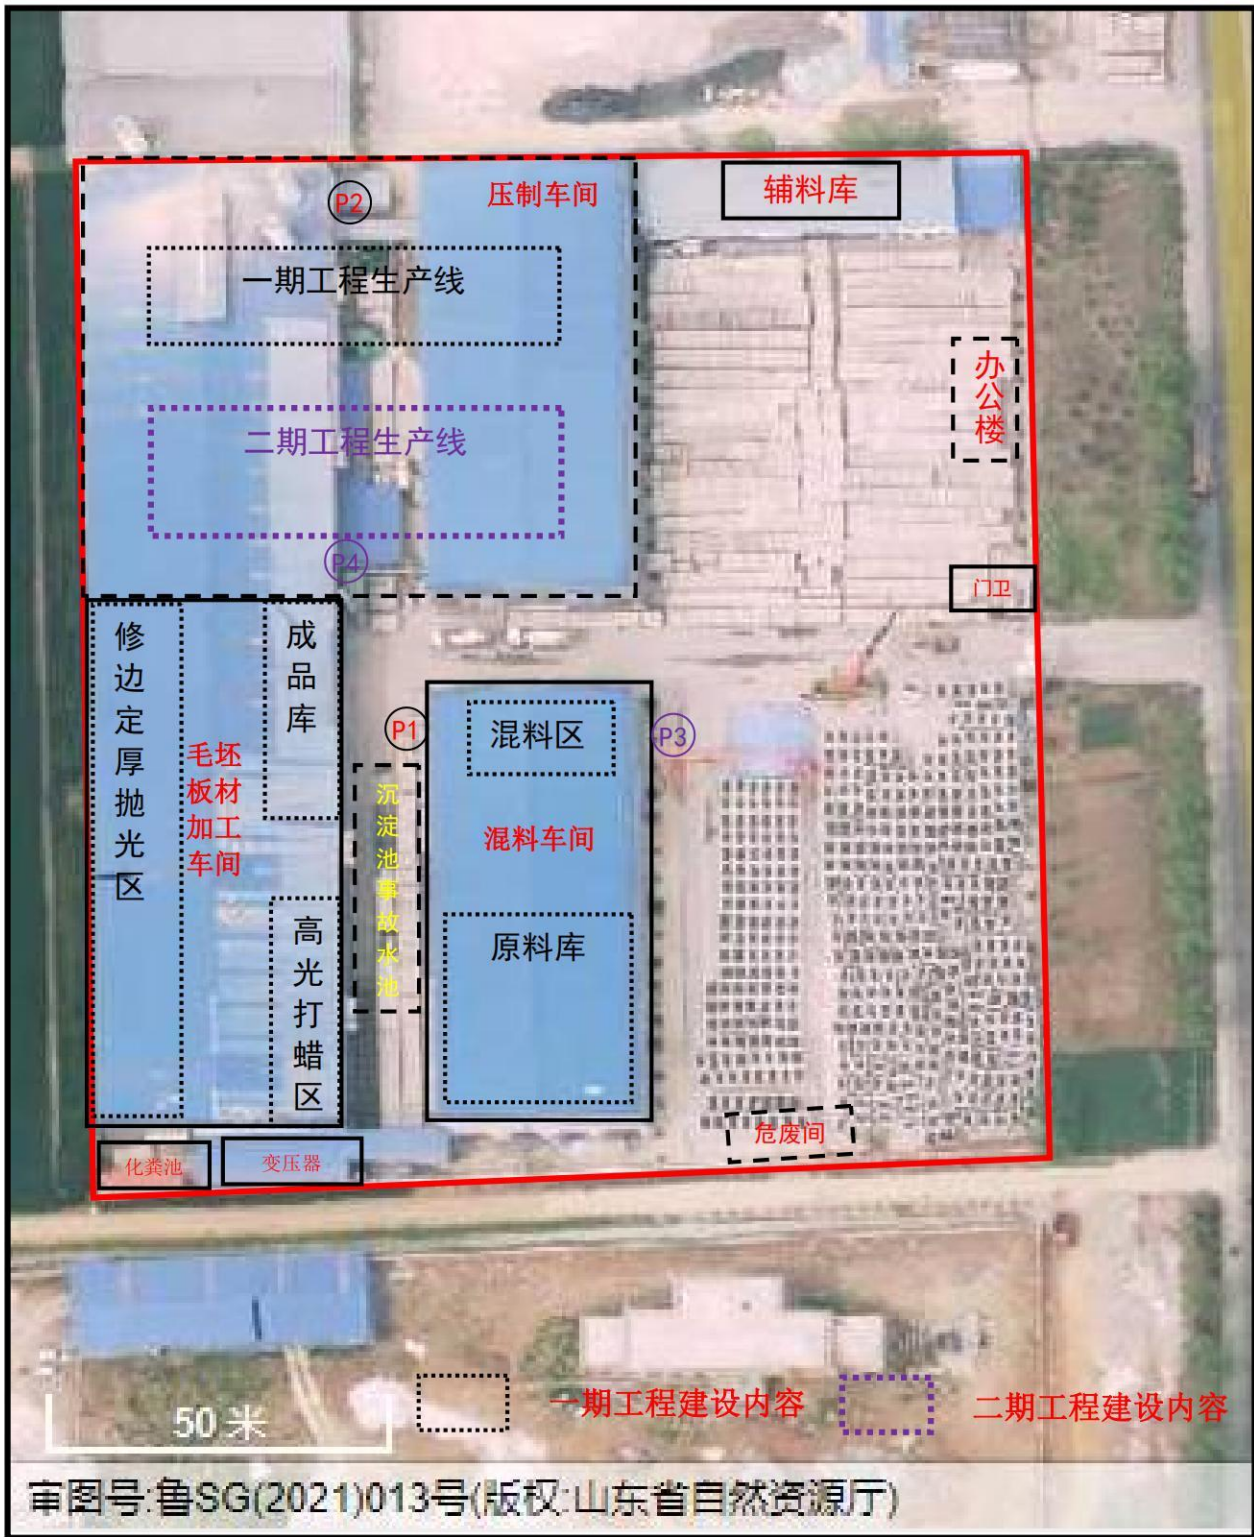 压制车间
辅料库
P2
一期工程生产线
办公楼
二期工程生产线
P4
门卫
修边定厚抛光区
成品库
P1
混料区
P3
毛坯
板材
加工
车间
沉淀池事故水池
混料车间
高光打蜡区
原料库
危废间
化粪池
变压器
50 米
一期工程建设内容
二期工程建设内容
审图号:鲁SG(2021)013号(版权:山东省自然资源厅)